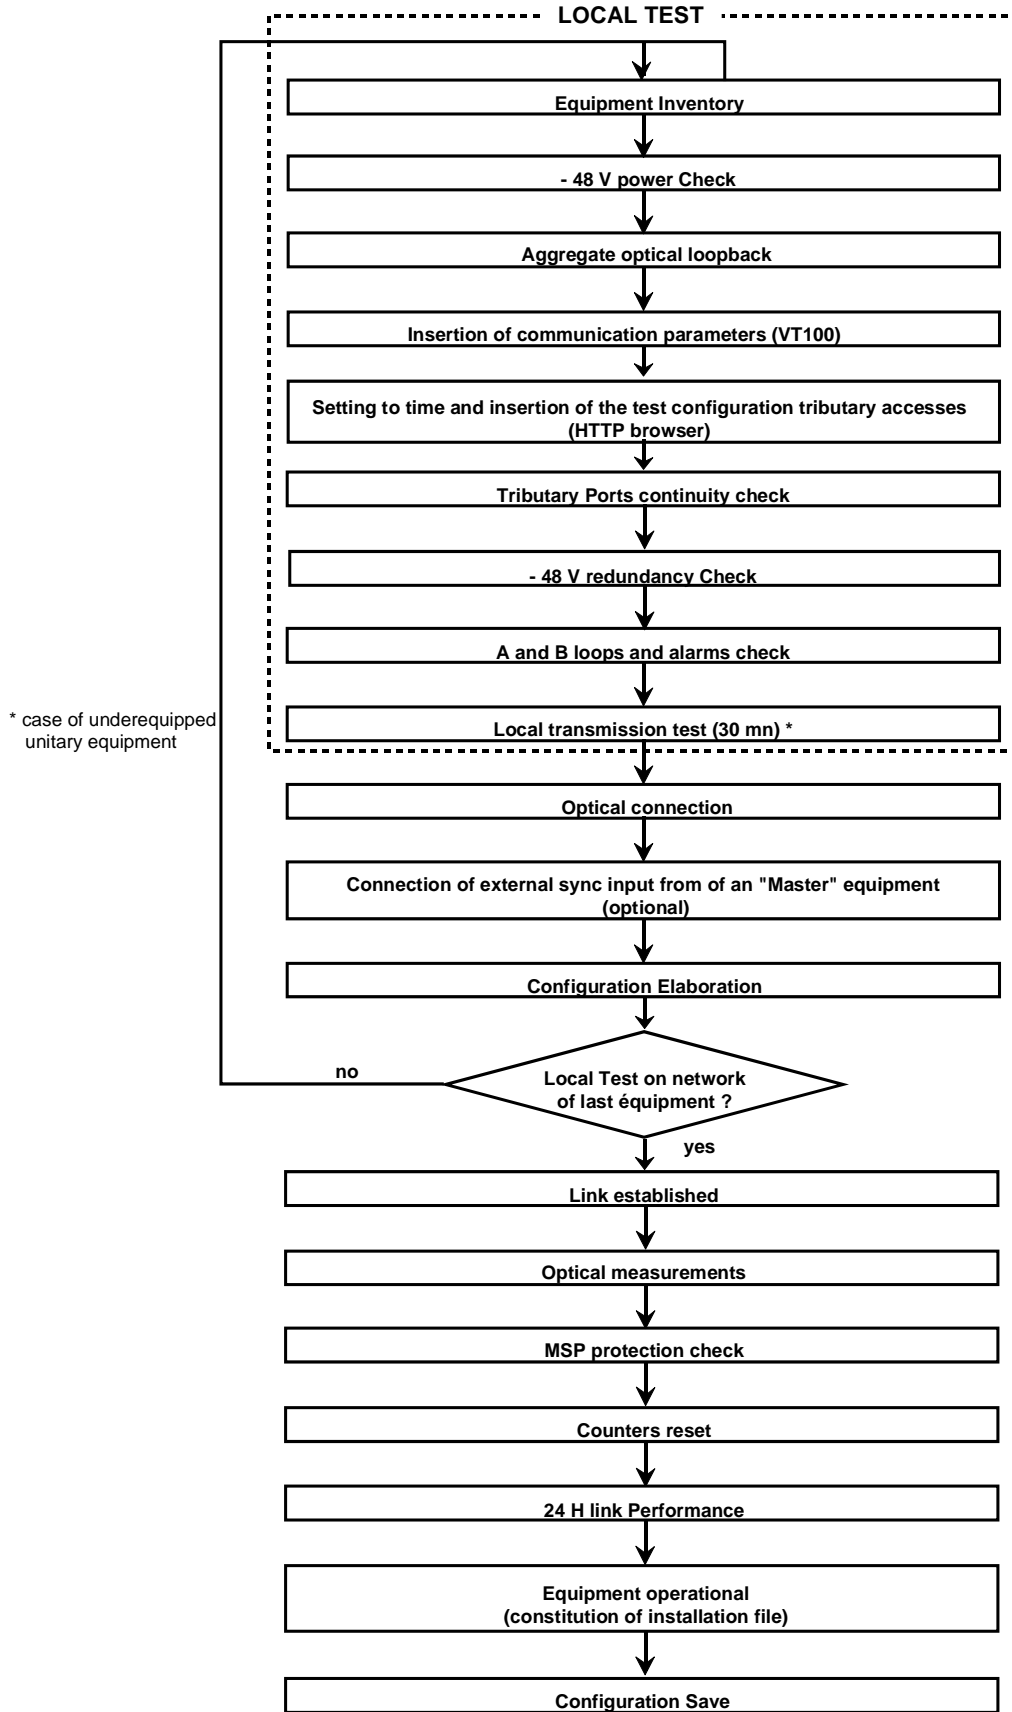 LOCAL TEST
Equipment Inventory
- 48 V power Check
Aggregate optical loopback
Insertion of communication parameters (VT100)
Setting to time and insertion of the test configuration tributary accesses
(HTTP browser)
Tributary Ports continuity check
- 48 V redundancy Check
A and B loops and alarms check
* case of underequipped
unitary equipment
Local transmission test (30 mn) *
Optical connection
Connection of external sync input from of an "Master" equipment
(optional)
Configuration Elaboration
no
Local Test on network
of last équipment ?
yes
Link established
Optical measurements
MSP protection check
Counters reset
24 H link Performance
Equipment operational
(constitution of installation file)
Configuration Save